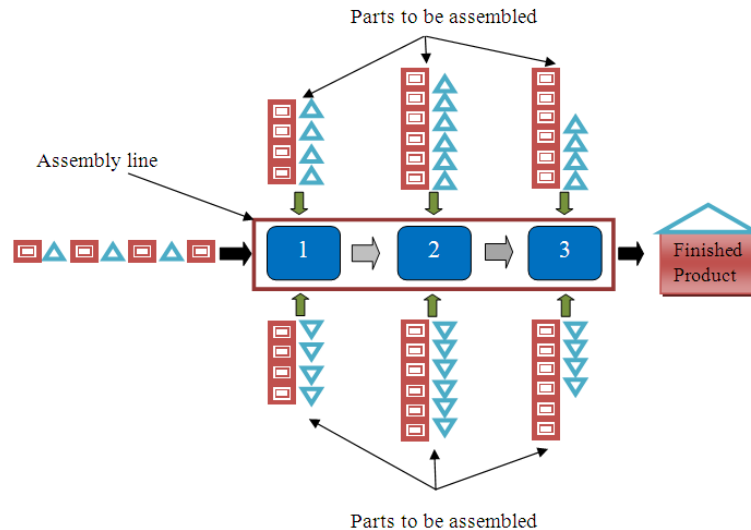 Parts to be assembled
Assembly line
1
2
3
Finished
Product
Parts to be assembled